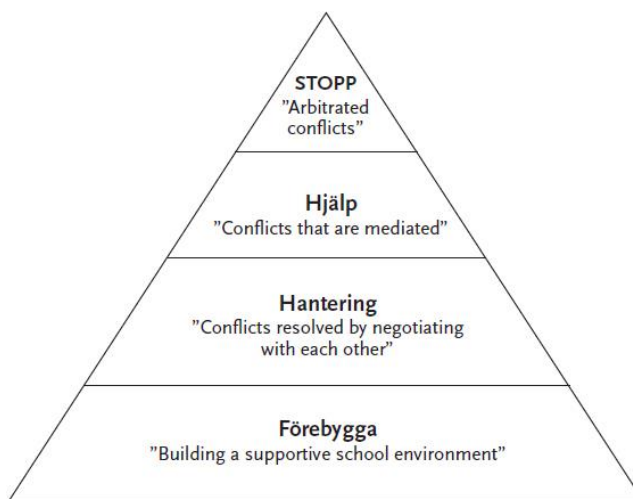 STOPP
”Arbitrated
conflicts”
Hjälp
”Conflicts that are mediated”
Hantering
”Conflicts resolved by negotiating
with each other”
Förebygga
”Building a supportive school environment”